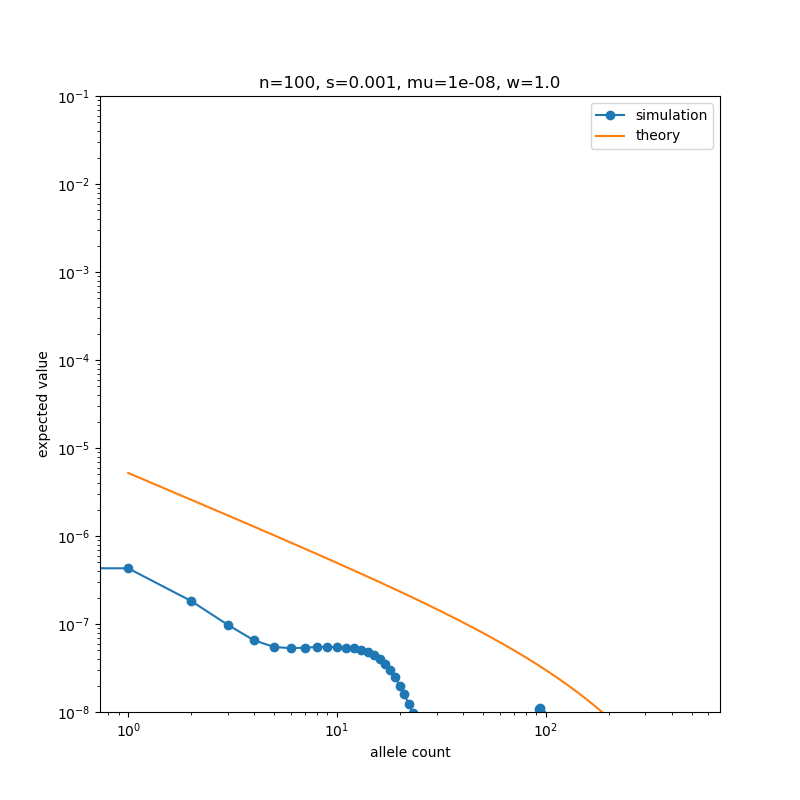 n=100, s=0.001, mu=1e-08, w=1.0
simulation
theory
10⁻¹
10⁻²
10⁻³
10⁻⁴
10⁻⁵
10⁻⁶
10⁻⁷
10⁻⁸
expected value
10⁰ 10¹ 10²
allele count